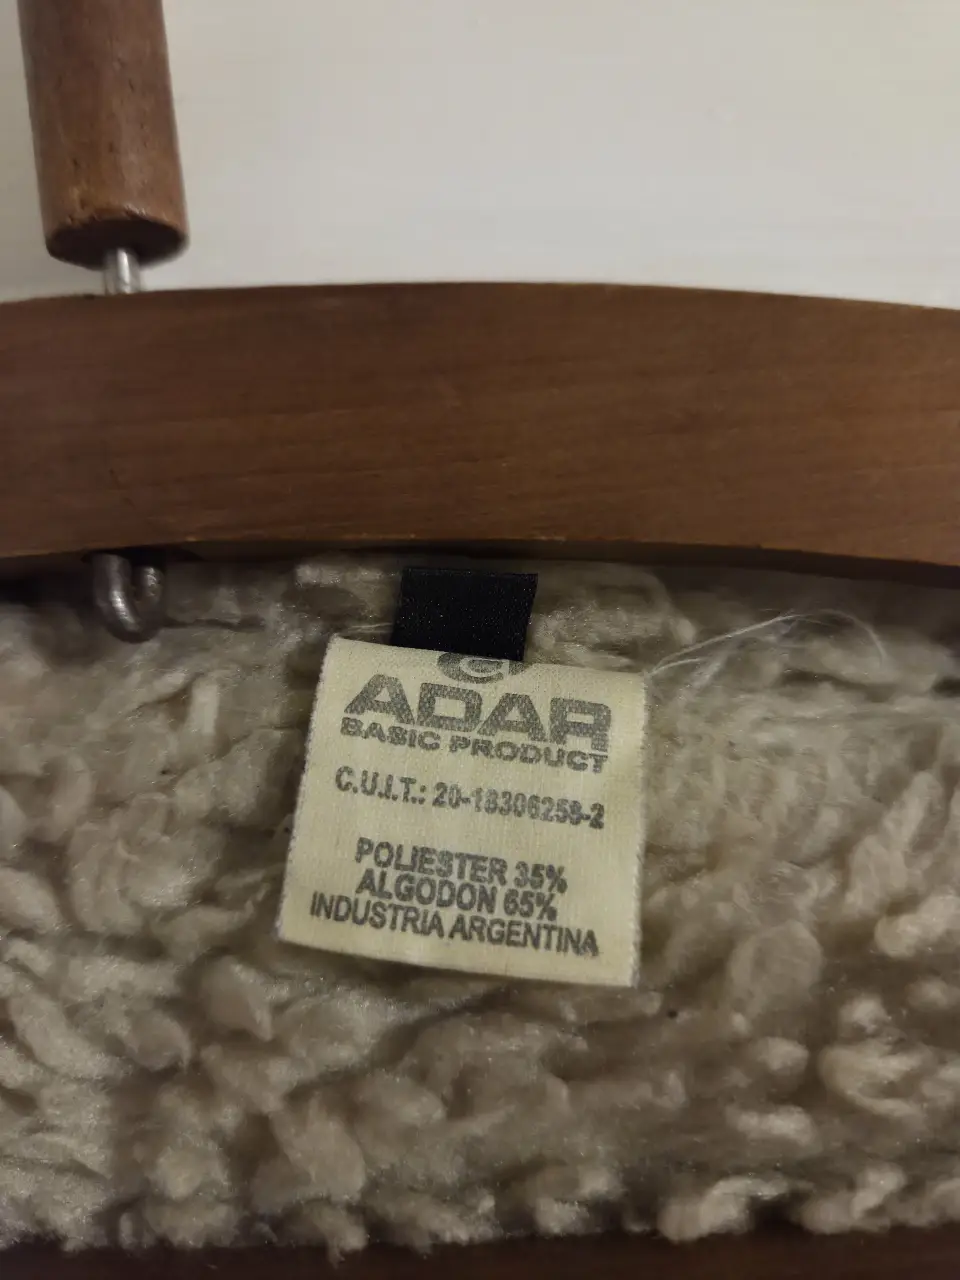 ADAR
BASIC PRODUCT
C.U.I.T.: 20-18306258-2
POLIESTER 35%
ALGODON 65%
INDUSTRIA ARGENTINA